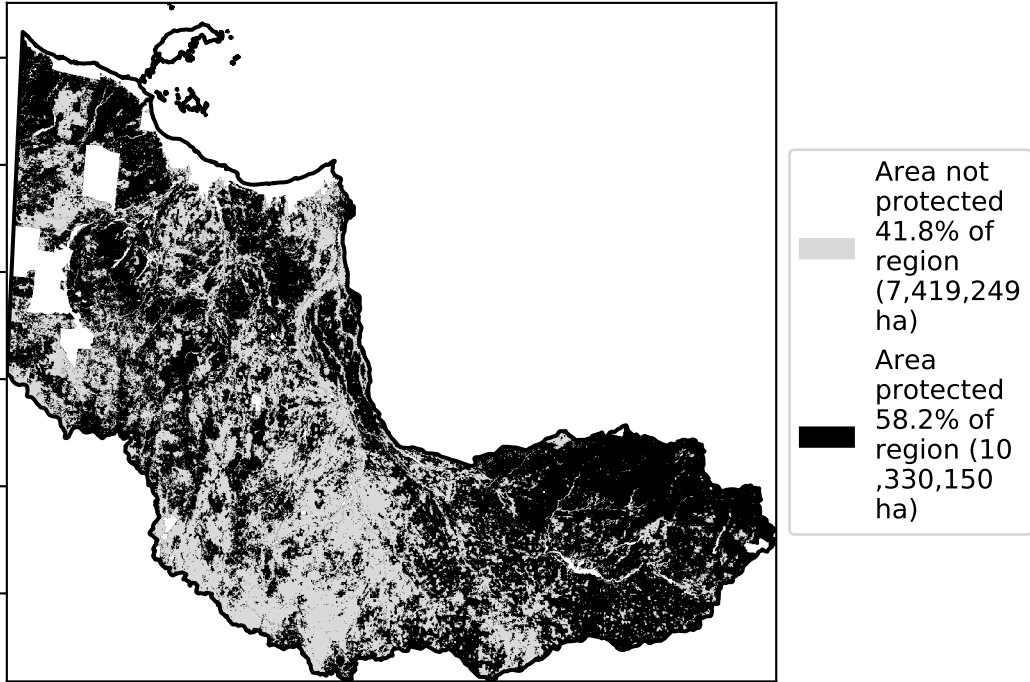 Area not
protected
41.8% of
region
(7,419,249
ha)
Area
protected
58.2% of
region (10
,330,150
ha)